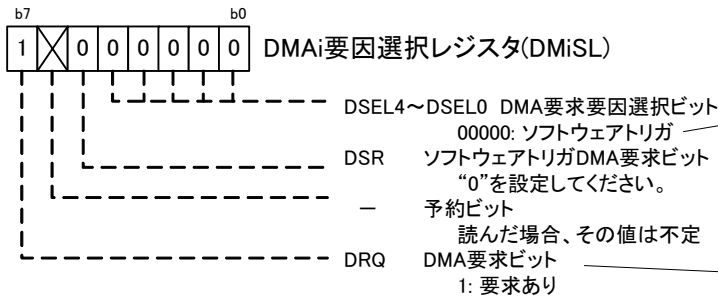 b7 b0
1 0 0 0 0 0 0 DMAi要因選択レジスタ(DMiSL)
DSEL4～DSEL0 DMA要求要因選択ビット
00000: ソフトウェアトリガ
DSR ソフトウェアトリガDMA要求ビット
“0”を設定してください。
— 予約ビット
読んだ場合、その値は不定
DRQ DMA要求ビット
1: 要求あり